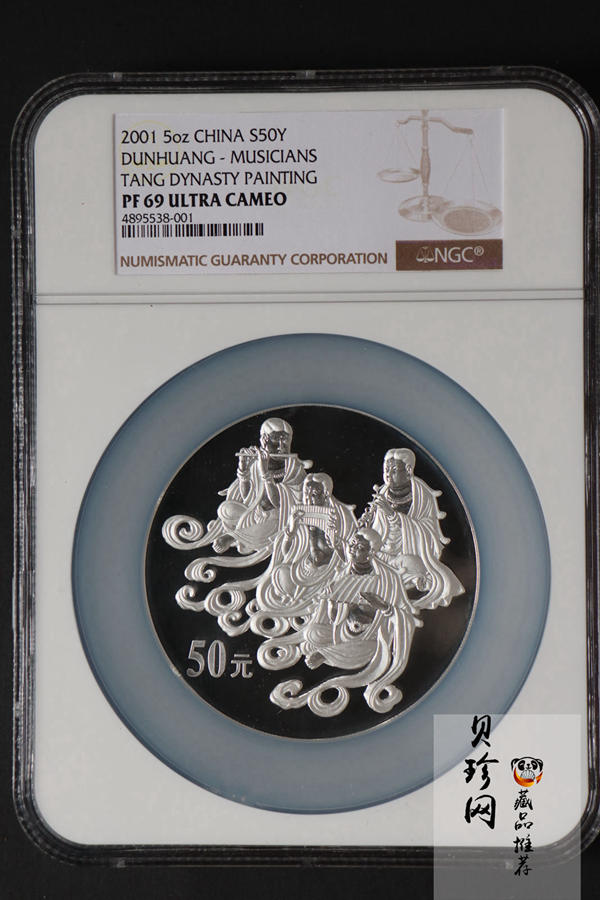 2001 5oz CHINA S50Y
DUNHUANG - MUSICIANS
TANG DYNASTY PAINTING
PF 69 ULTRA CAMEO
4895538-001
NUMISMATIC GUARANTY CORPORATION
NGC®
50元
贝珍网
藏品推荐